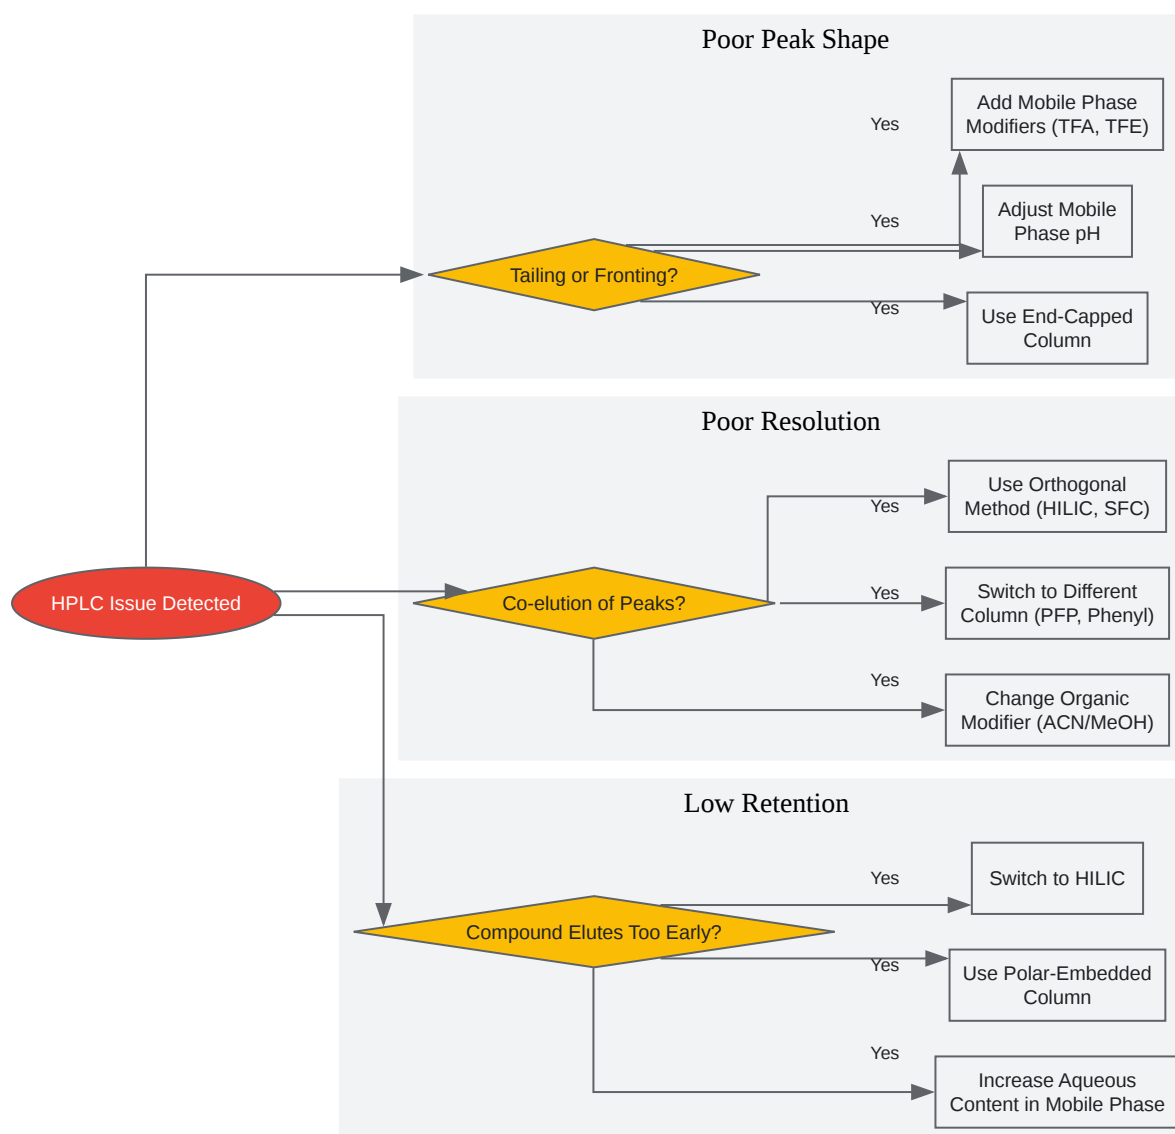 Poor Peak Shape
Yes
Add Mobile Phase
Modifiers (TFA, TFE)
Yes
Adjust Mobile
Phase pH
Tailing or Fronting?
Yes
Use End-Capped
Column
Poor Resolution
Yes
Use Orthogonal
Method (HILIC, SFC)
HPLC Issue Detected
Co-elution of Peaks?
Yes
Switch to Different
Column (PFP, Phenyl)
Yes
Change Organic
Modifier (ACN/MeOH)
Low Retention
Yes
Switch to HILIC
Compound Elutes Too Early?
Yes
Use Polar-Embedded
Column
Yes
Increase Aqueous
Content in Mobile Phase